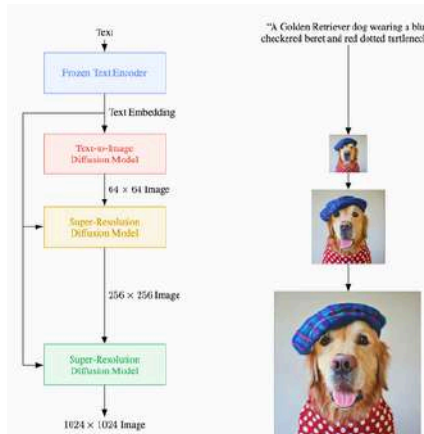 Text
Frozen Text Encoder
Text Embedding
Text-to-Image
Diffusion Model
64 × 64 Image
Super-Resolution
Diffusion Model
256 × 256 Image
Super-Resolution
Diffusion Model
1024 × 1024 Image
“A Golden Retriever dog wearing a blu
checkered beret and red dotted turtleneck